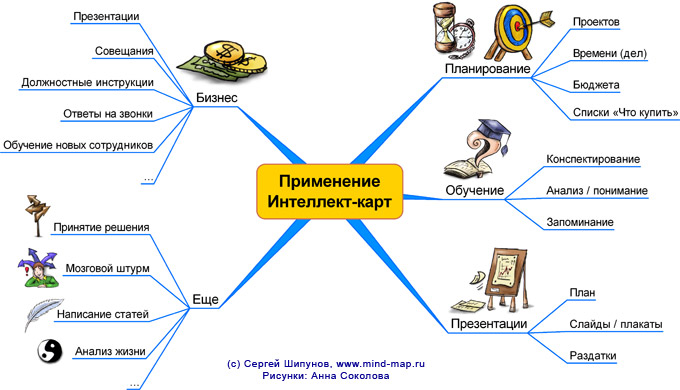 Применение
Интеллект-карт
Бизнес
Презентации
Совещания
Должностные инструкции
Ответы на звонки
Обучение новых сотрудников
...
Планирование
Проектов
Времени (дел)
Бюджета
Списки «Что купить»
Обучение
Конспектирование
Анализ / понимание
Запоминание
Презентации
План
Слайды / плакаты
Раздатки
Еще
Принятие решения
Мозговой штурм
Написание статей
Анализ жизни
...
(c) Сергей Шипунов, www.mind-map.ru
Рисунки: Анна Соколова